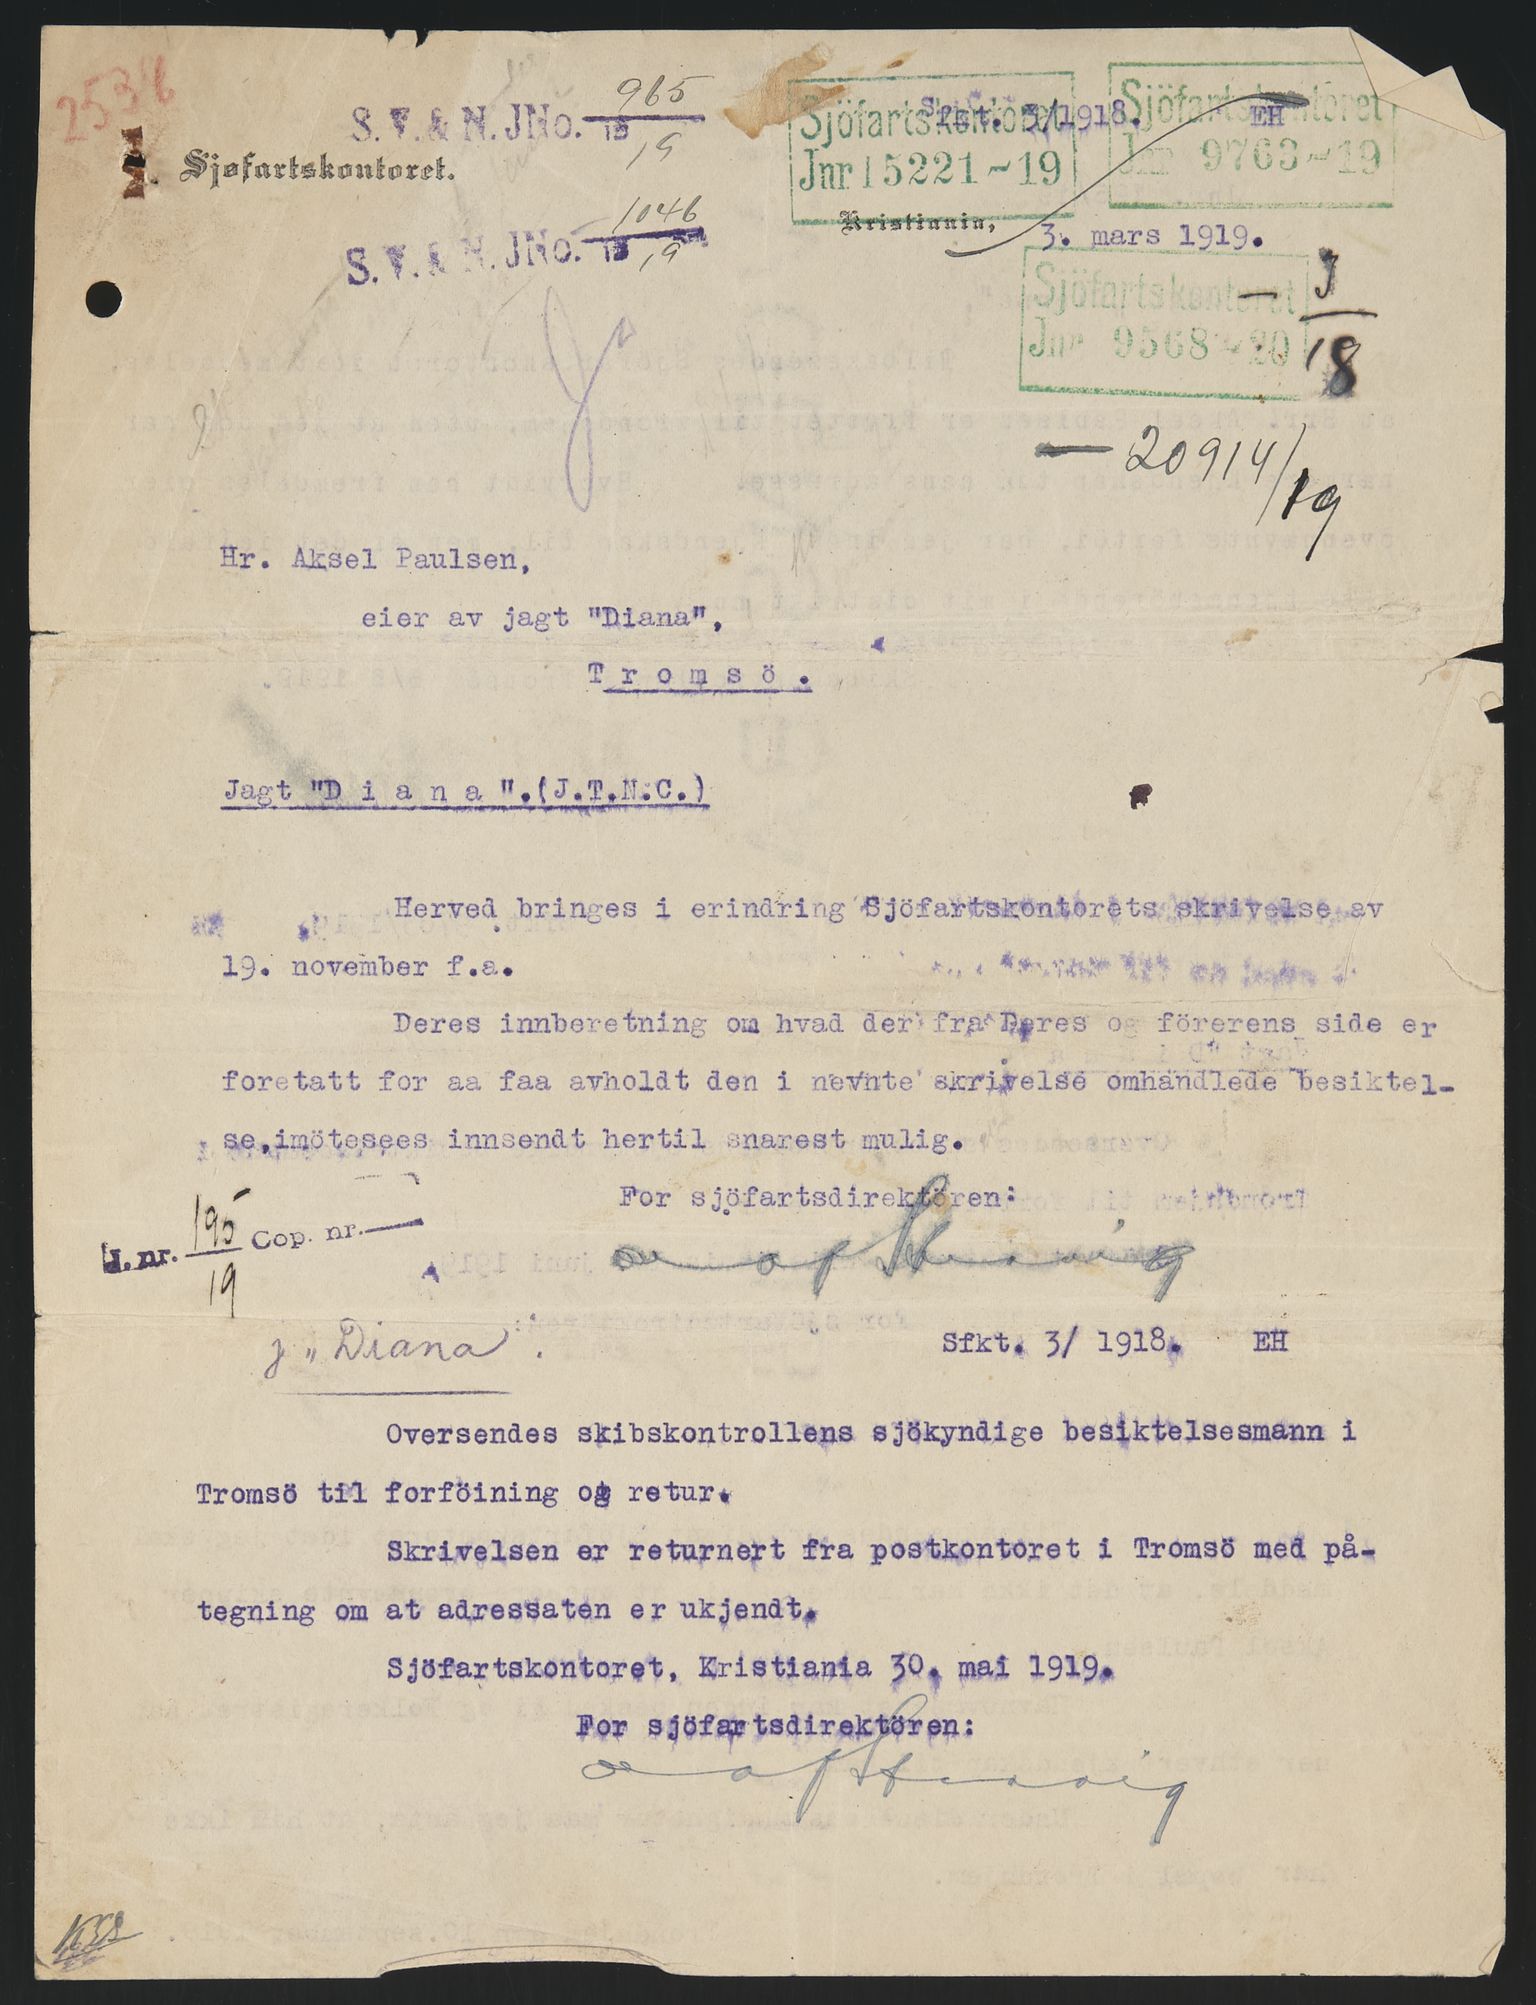 S. V. & N. JNo. 965
19
Sjöfartskontoret
Jnr 15221-19
Sfkt. 3/1918. EH
Sjöfartskontoret
Jnr 9763-19
Sjøfartskontoret.
S. V. & N. JNo. 1046
19
Kristiania, 3. mars 1919.
Sjöfartskontoret
Jnr 9568-20
— 3
18
— 20914/19
Hr. Aksel Paulsen,
eier av jagt "Diana",
Tromsö.
Jagt "Diana".(J.T.N.C.)
Herved bringes i erindring Sjöfartskontorets skrivelse av
19. november f.a.
Deres innberetning om hvad der fra Deres og förerens side er
foretatt for aa faa avholdt den i nevnte skrivelse omhandlede besiktel-
se, imötesees innsendt hertil snarest mulig.
For sjöfartsdirektören:
J. nr. 195 Cop. nr. —
19
j „Diana".
Sfkt. 3/ 1918. EH
Oversendes skibskontrollens sjökyndige besiktelsesmann i
Tromsö til forföining og retur.
Skrivelsen er returnert fra postkontoret i Tromsö med på-
tegning om at adressaten er ukjendt.
Sjöfartskontoret, Kristiania 30. mai 1919.
For sjöfartsdirektören: